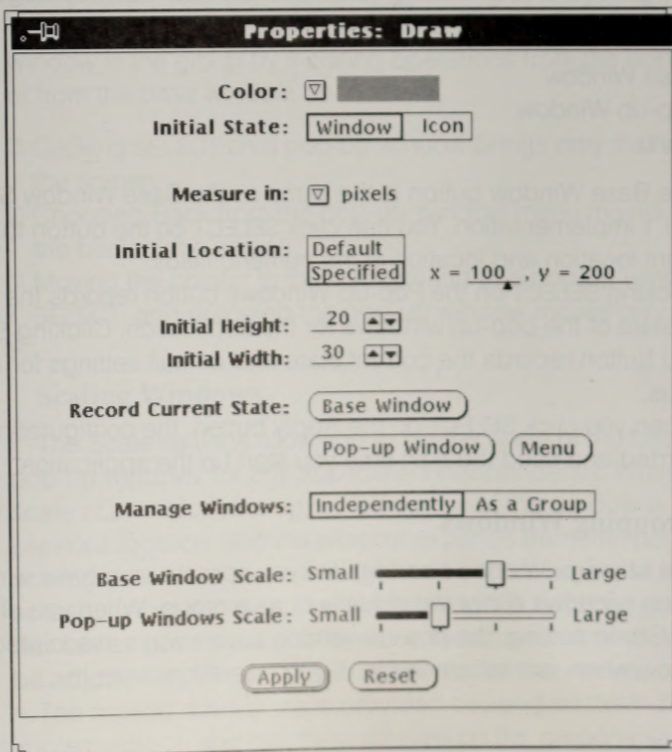 Properties: Draw
Color:
Initial State: Window Icon
Measure in: pixels
Initial Location: Default
Specified x = 100 , y = 200
Initial Height: 20
Initial Width: 30
Record Current State: Base Window
Pop-up Window Menu
Manage Windows: Independently As a Group
Base Window Scale: Small Large
Pop-up Windows Scale: Small Large
Apply Reset